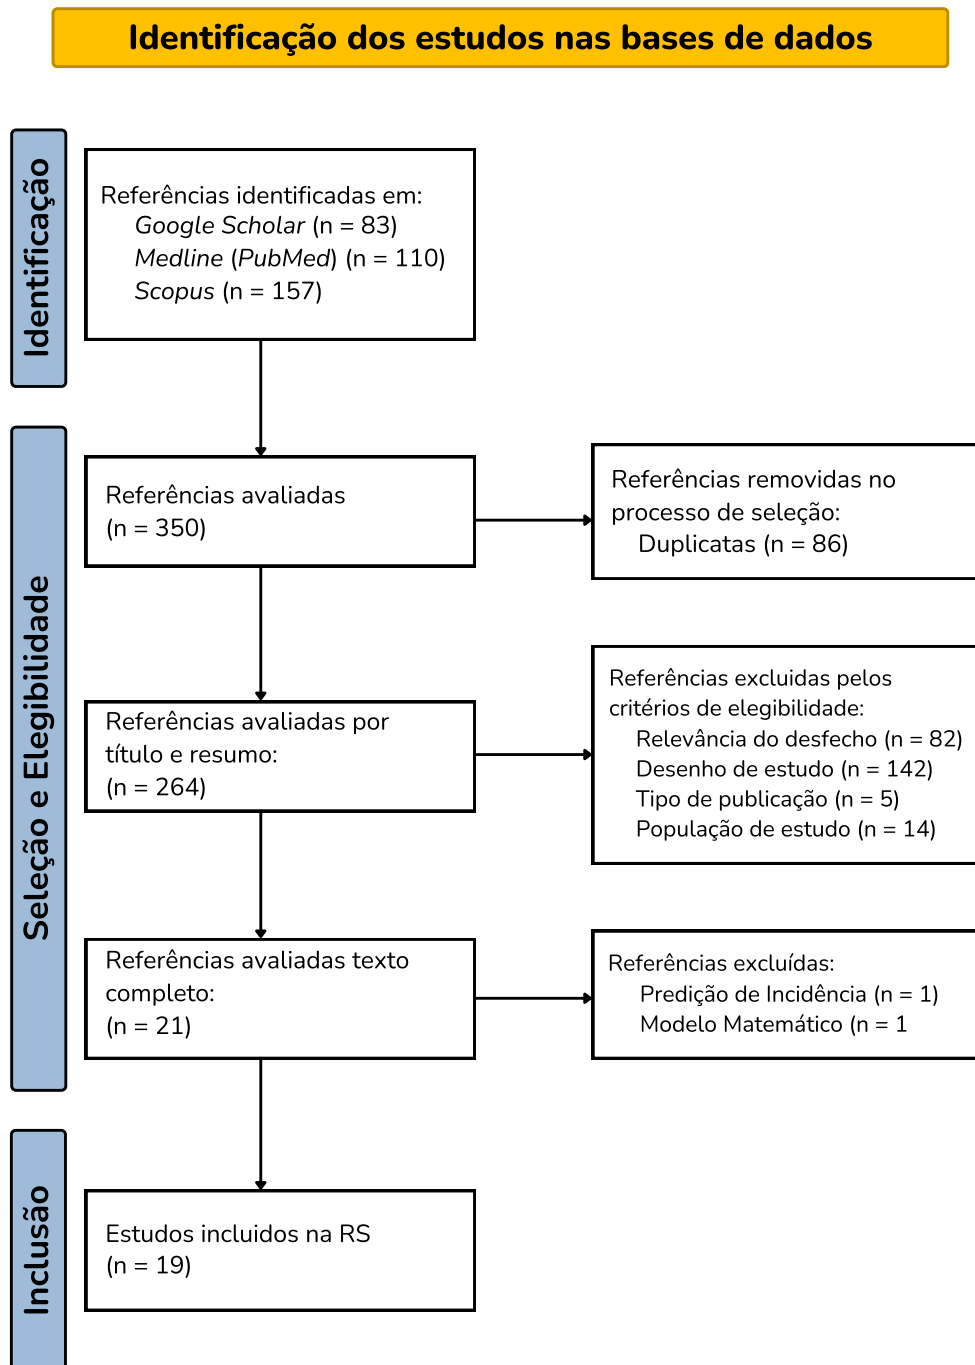 Identificação dos estudos nas bases de dados
Identificação
Referências identificadas em:
Google Scholar (n = 83)
Medline (PubMed) (n = 110)
Scopus (n = 157)
Seleção e Elegibilidade
Referências avaliadas
(n = 350)
Referências removidas no
processo de seleção:
Duplicatas (n = 86)
Referências avaliadas por
título e resumo:
(n = 264)
Referências excluidas pelos
critérios de elegibilidade:
Relevância do desfecho (n = 82)
Desenho de estudo (n = 142)
Tipo de publicação (n = 5)
População de estudo (n = 14)
Referências avaliadas texto
completo:
(n = 21)
Referências excluídas:
Predição de Incidência (n = 1)
Modelo Matemático (n = 1
Inclusão
Estudos incluidos na RS
(n = 19)